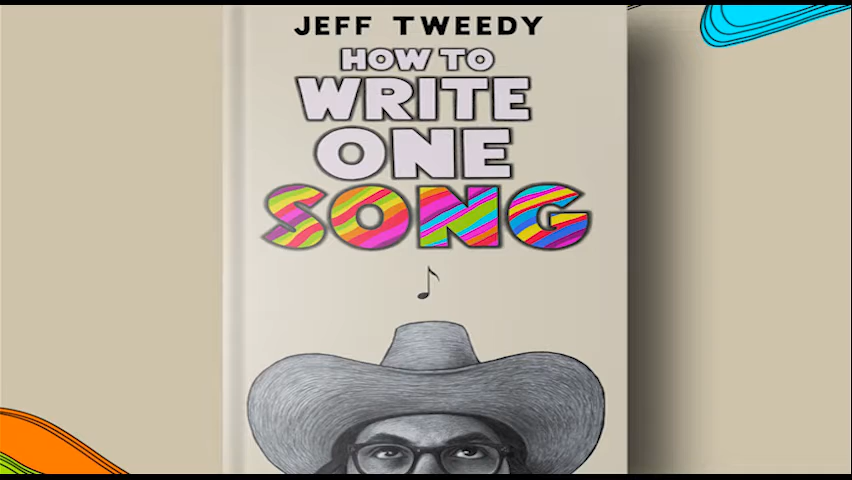 JEFF TWEEDY
HOW TO
WRITE
ONE
SONG